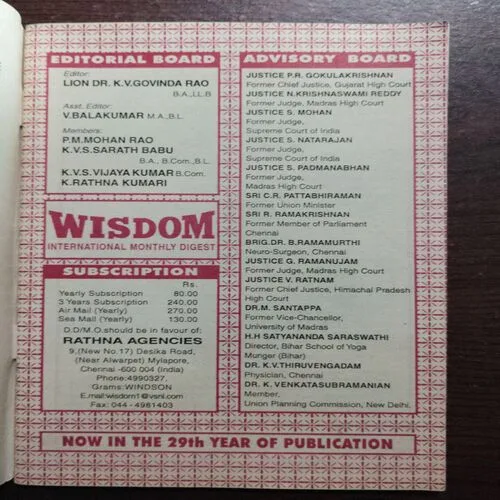 EDITORIAL BOARD
Editor:
LION DR. K.V.GOVINDA RAO
B.A.,LL.B
Asst. Editor:
V.BALAKUMAR M.A.,B.L.
Members:
P.M.MOHAN RAO
K.V.S.SARATH BABU
B.A., B.Com.,B.L.
K.V.S.VIJAYA KUMAR B.Com.
K.RATHNA KUMARI
WISDOM
INTERNATIONAL MONTHLY DIGEST
SUBSCRIPTION
Rs.
Yearly Subscription 80.00
3 Years Subscription 240.00
Air Mail (Yearly) 270.00
Sea Mail (Yearly) 130.00
D.D/M.O.should be in favour of:
RATHNA AGENCIES
9,(New No.17) Desika Road,
(Near Alwarpet) Mylapore,
Chennai -600 004 (India)
Phone:4990327,
Grams:WINDSON
E.mail:wisdom1@vsnl.com
Fax:044 - 4981403
ADVISORY BOARD
JUSTICE P.R. GOKULAKRISHNAN
Former Chief Justice, Gujarat High Court
JUSTICE N.KRISHNASWAMI REDDY
Former Judge, Madras High Court
JUSTICE S. MOHAN
Former Judge,
Supreme Court of India
JUSTICE S. NATARAJAN
Former Judge,
Supreme Court of India
JUSTICE S. PADMANABHAN
Former Judge,
Madras High Court
SRI C.R. PATTABHIRAMAN
Former Union Minister
SRI R. RAMAKRISHNAN
Former Member of Parliament
Chennai
BRIG.DR. B.RAMAMURTHI
Neuro-Surgeon, Chennai
JUSTICE G. RAMANUJAM
Former Judge, Madras High Court
JUSTICE V. RATNAM
Former Chief Justice, Himachal Pradesh
High Court
DR.M. SANTAPPA
Former Vice-Chancellor,
University of Madras
H.H SATYANANDA SARASWATHI
Director, Bihar School of Yoga
Munger (Bihar)
DR. K.V.THIRUVENGADAM
Physician, Chennai
DR. K. VENKATASUBRAMANIAN
Member,
Union Planning Commission, New Delhi.
NOW IN THE 29th YEAR OF PUBLICATION